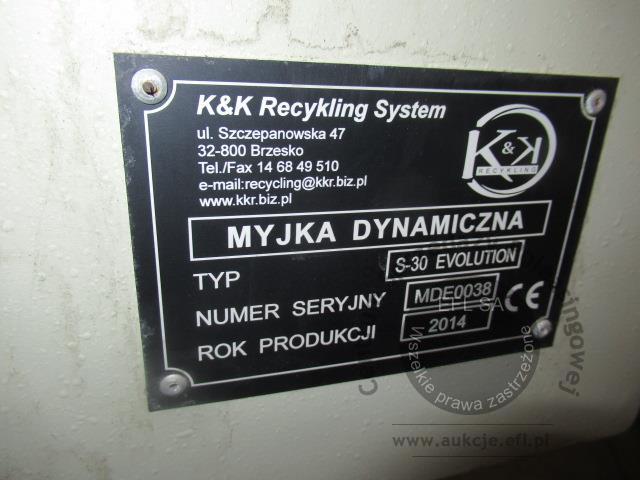 K&K Recykling System
ul. Szczepanowska 47
32-800 Brzesko
Tel./Fax 14 68 49 510
e-mail:recycling@kkr.biz.pl
www.kkr.biz.pl
K&K
RECYKLING
MYJKA DYNAMICZNA
TYP S-30 EVOLUTION
NUMER SERYJNY MDE0038
ROK PRODUKCJI 2014
CE
EFL SA
Wszelkie prawa zastrzeżone
www.aukcje.efl.pl